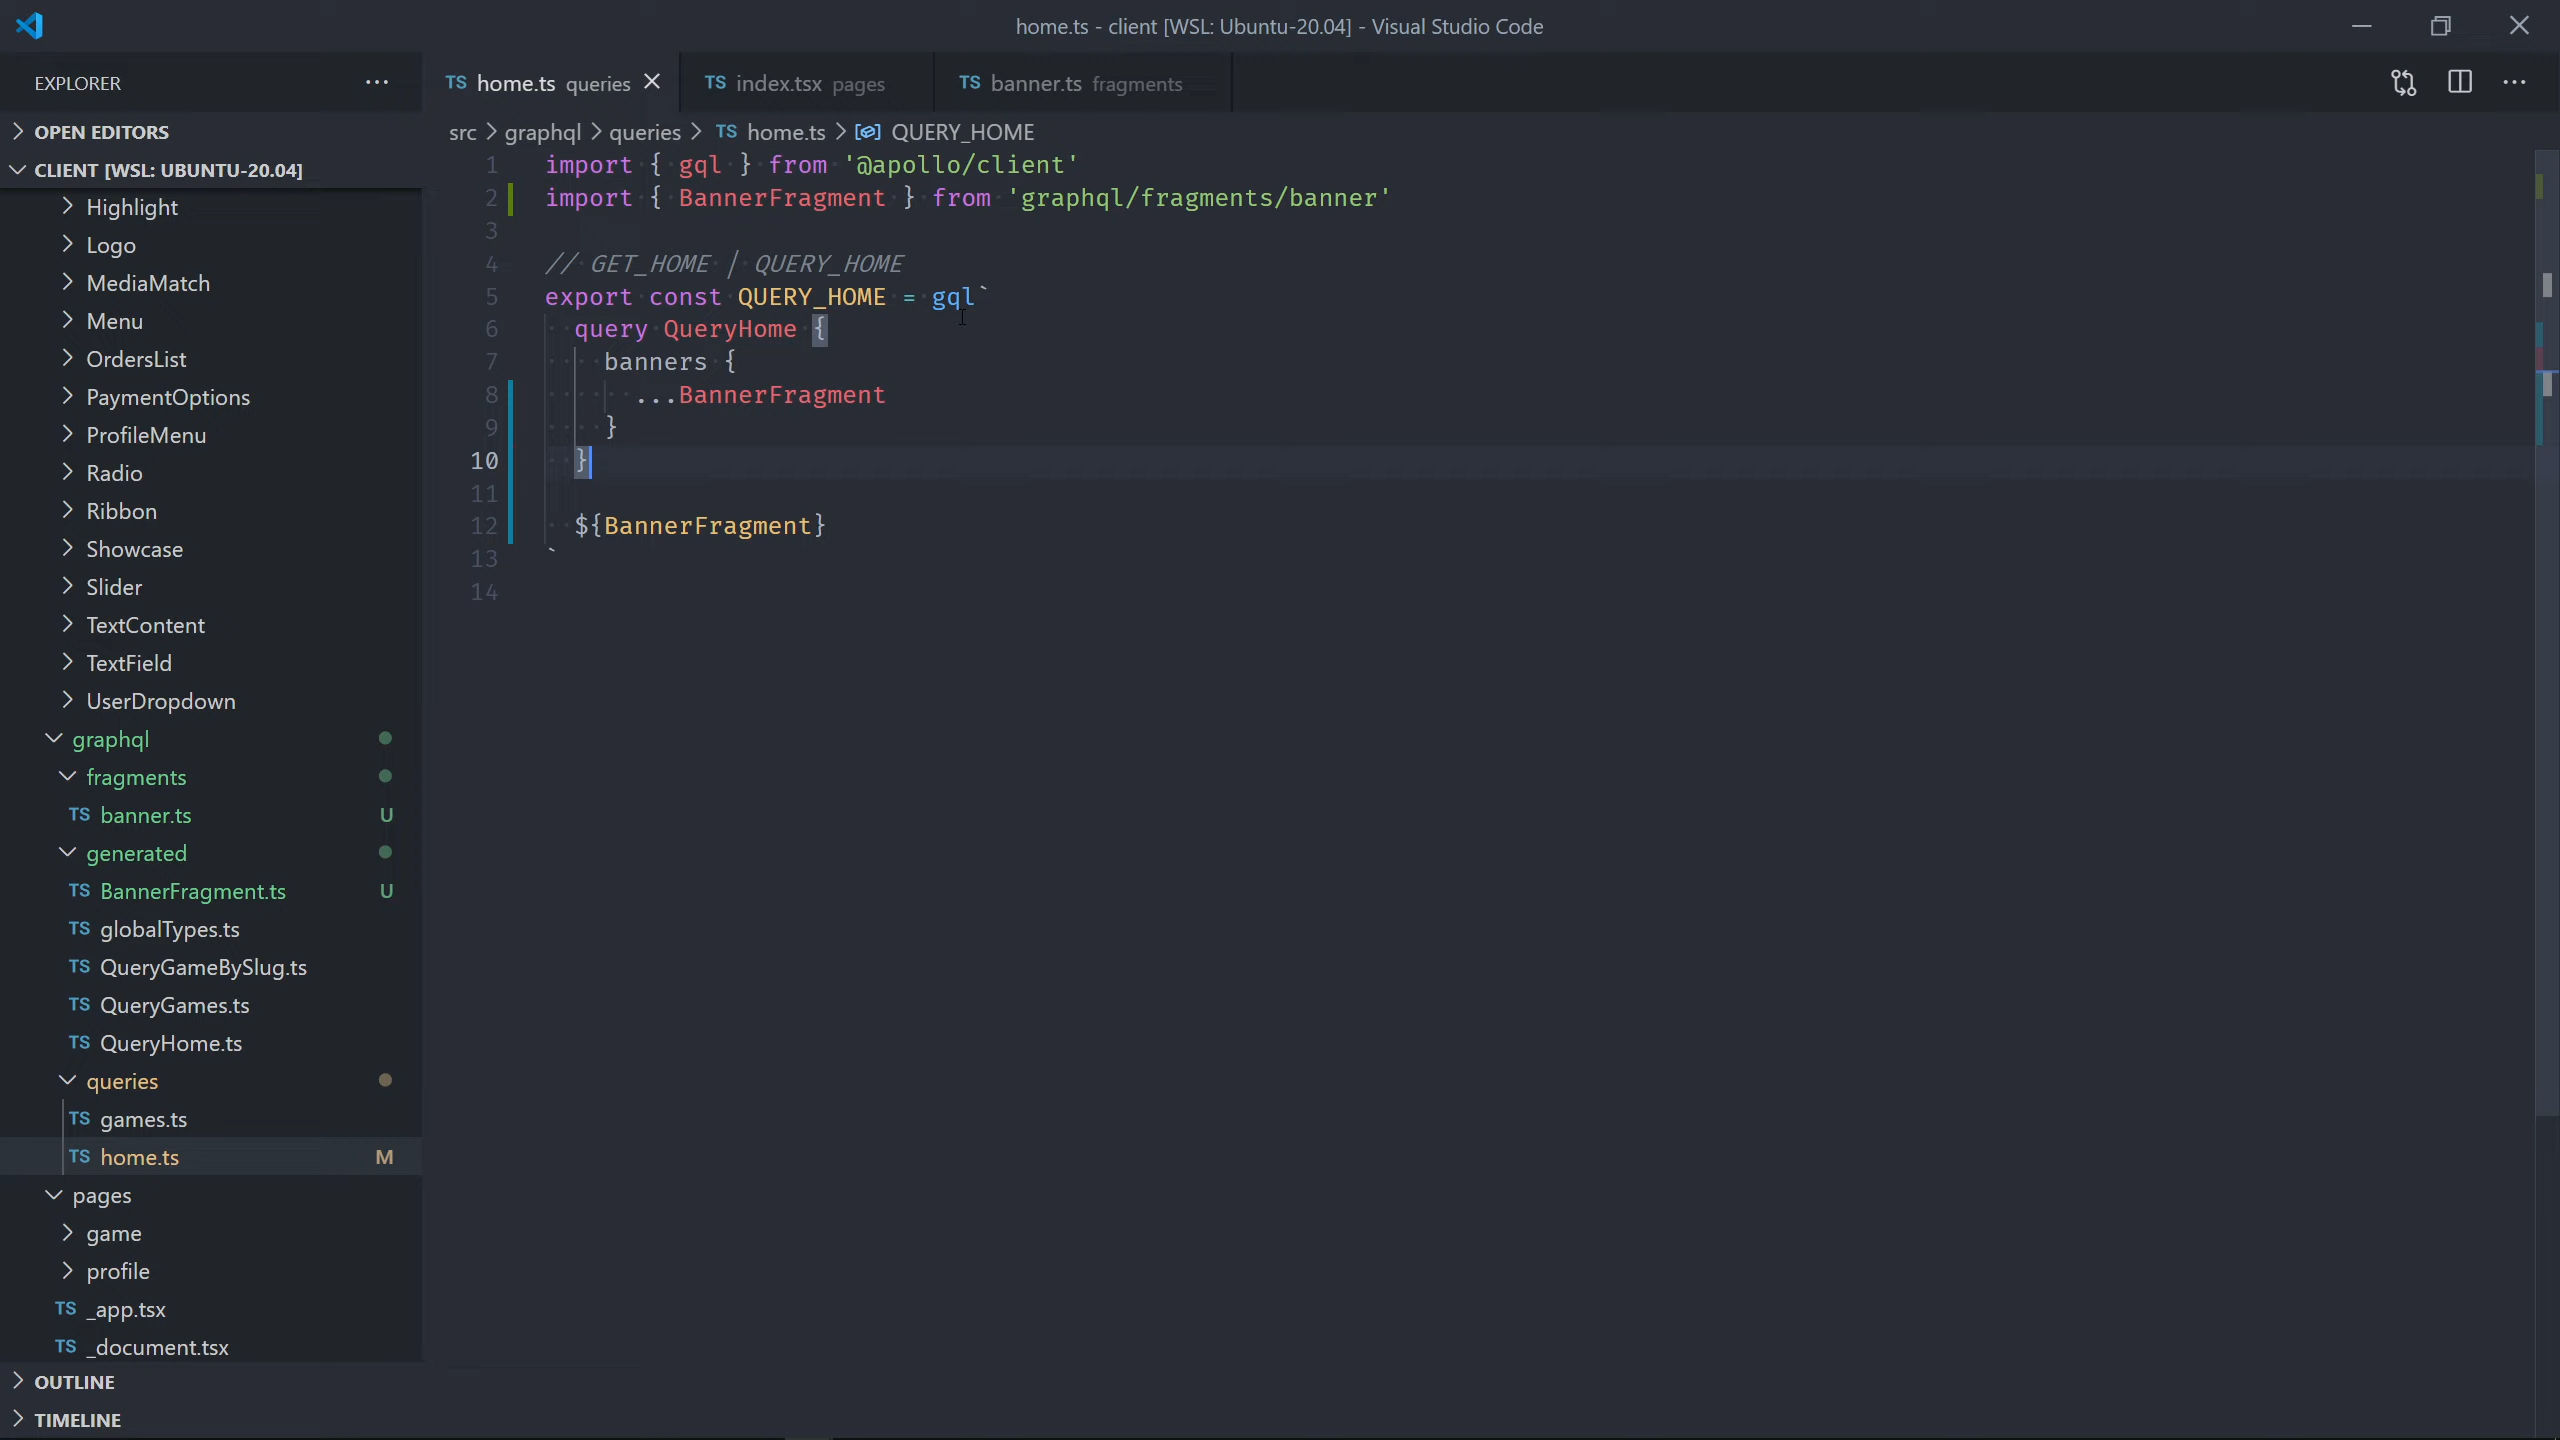 home.ts - client [WSL: Ubuntu-20.04] - Visual Studio Code
EXPLORER
OPEN EDITORS
CLIENT [WSL: UBUNTU-20.04]
Highlight
Logo
MediaMatch
Menu
OrdersList
PaymentOptions
ProfileMenu
Radio
Ribbon
Showcase
Slider
TextContent
TextField
UserDropdown
graphql
fragments
TS banner.ts U
generated
TS BannerFragment.ts U
TS globalTypes.ts
TS QueryGameBySlug.ts
TS QueryGames.ts
TS QueryHome.ts
queries
TS games.ts
TS home.ts M
pages
game
profile
TS _app.tsx
TS _document.tsx
OUTLINE
TIMELINE
TS home.ts queries
TS index.tsx pages
TS banner.ts fragments
src > graphql > queries > TS home.ts > QUERY_HOME
1 import { gql } from '@apollo/client'
2 import { BannerFragment } from 'graphql/fragments/banner'
3
4 // GET_HOME | QUERY_HOME
5 export const QUERY_HOME = gql`
6 query QueryHome {
7 banners {
8 ...BannerFragment
9 }
10 }
11
12 ${BannerFragment}
13 `
14